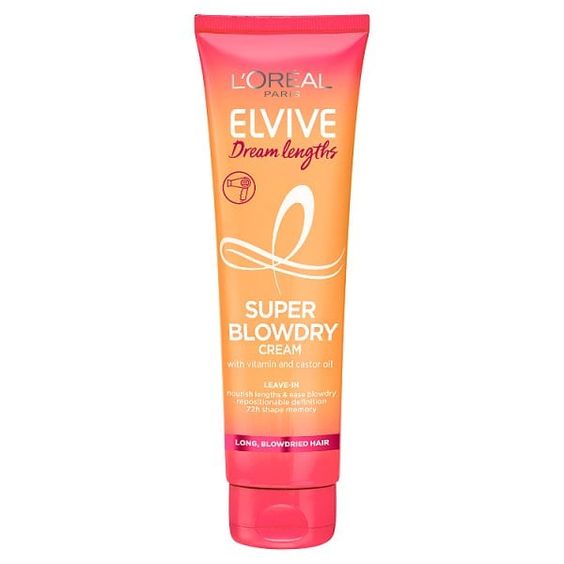 L'ORÉAL
PARIS
ELVIVE
Dream lengths
SUPER
BLOWDRY
CREAM
with vitamin and castor oil
LEAVE-IN
nourish lengths & ease blowdry
repositionable definition
72h shape memory
LONG, BLOWDRIED HAIR